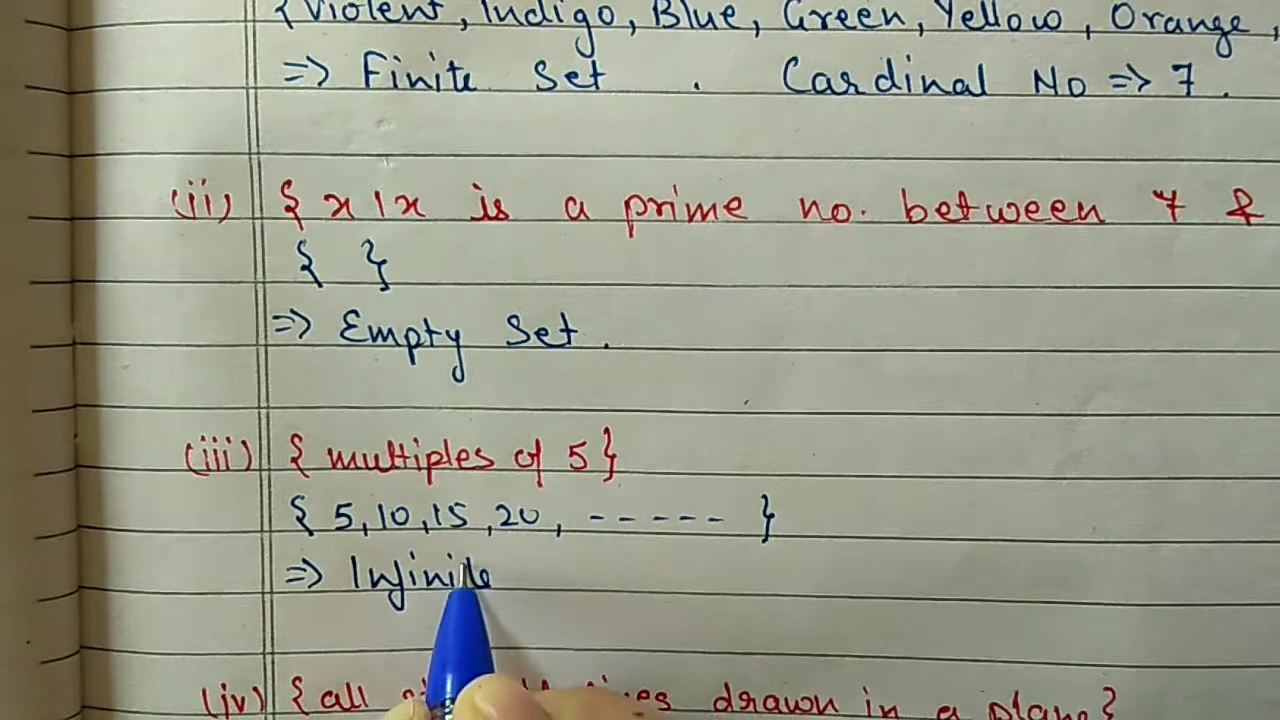 {Violent, Indigo, Blue, Green, Yellow, Orange,
=> Finite Set . Cardinal No => 7.
(ii) { x | x is a prime no. between 7 &
{ }
=> Empty Set.
(iii) { multiples of 5}
{ 5, 10, 15, 20, ----- }
=> Infinite
(iv) {all drawn in a plane}